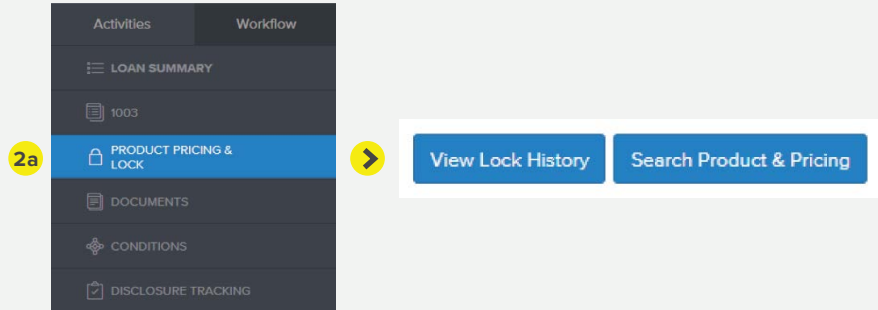 Activities Workflow
LOAN SUMMARY
1003
2a
PRODUCT PRICING &
LOCK
View Lock History Search Product & Pricing
DOCUMENTS
CONDITIONS
DISCLOSURE TRACKING